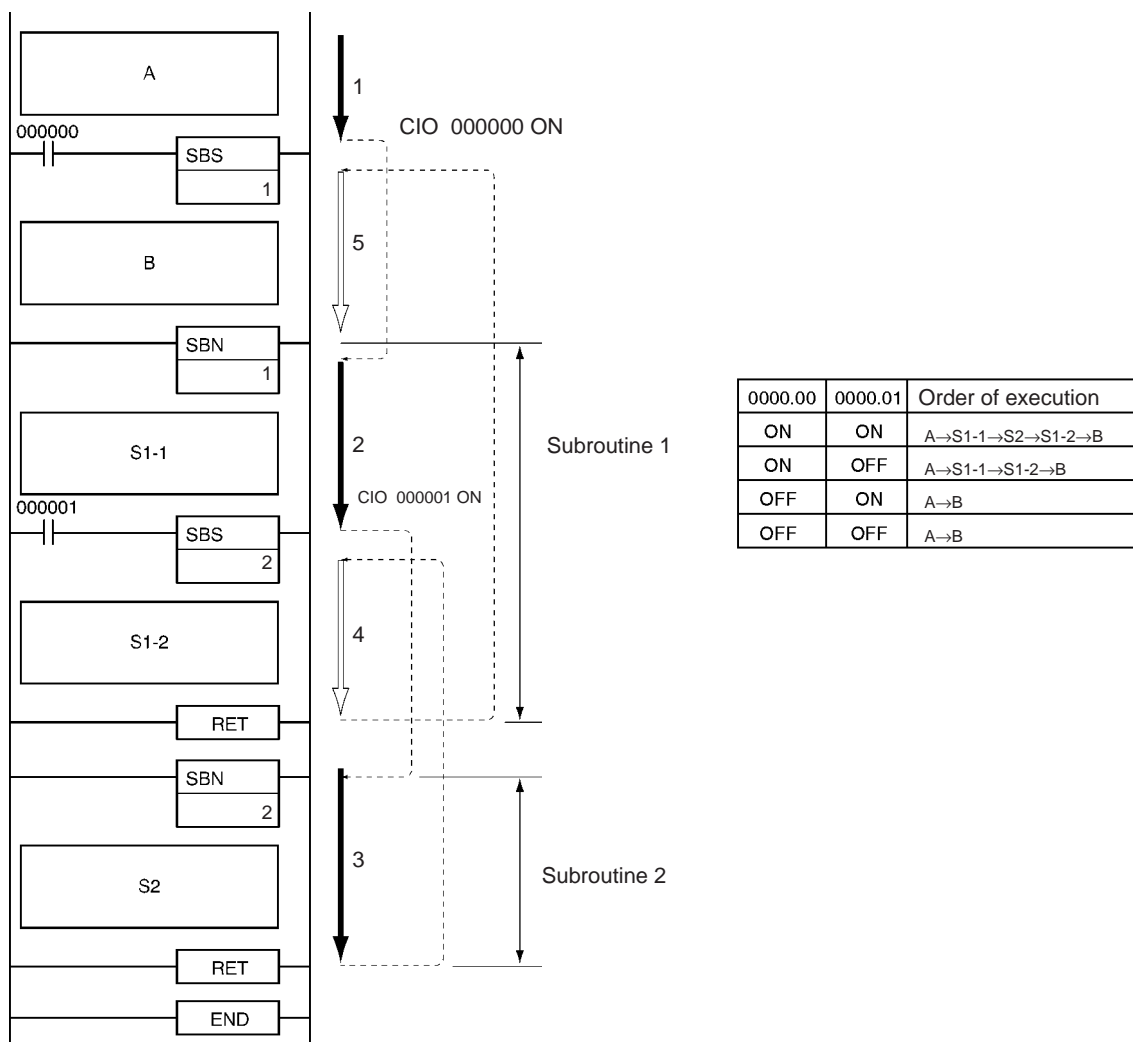 A
1
000000
CIO 000000 ON
SBS
1
B
5
SBN
1
S1-1
2
Subroutine 1
000001
CIO 000001 ON
SBS
2
S1-2
4
RET
SBN
2
S2
3
Subroutine 2
RET
END
0000.00 0000.01 Order of execution
ON ON A→S1-1→S2→S1-2→B
ON OFF A→S1-1→S1-2→B
OFF ON A→B
OFF OFF A→B